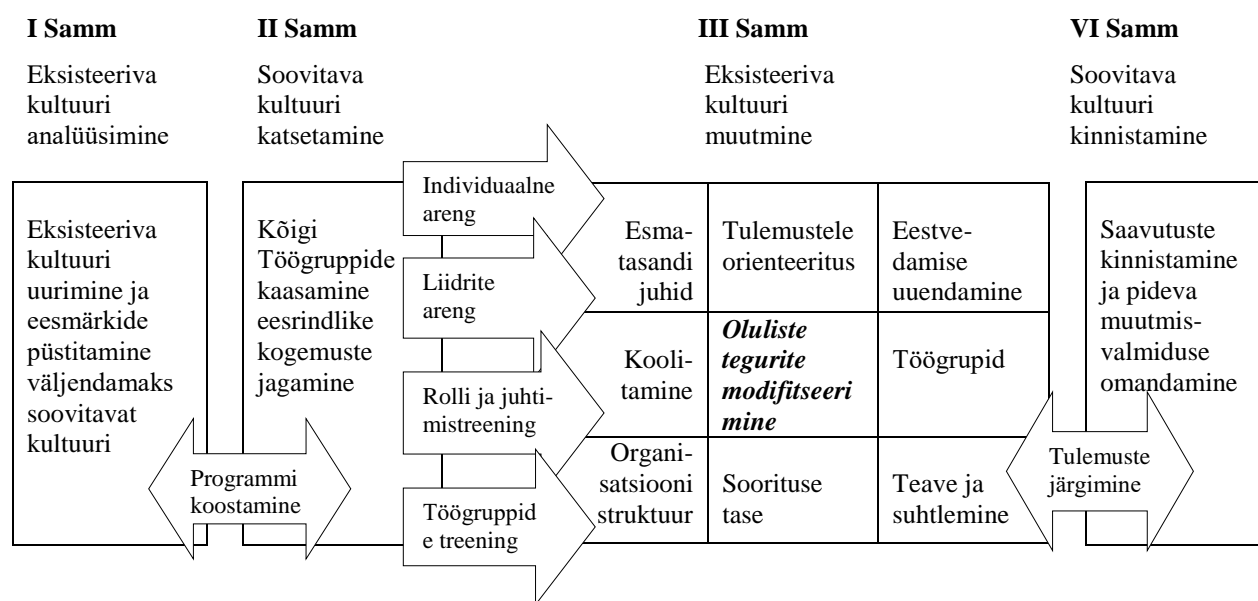 I Samm
Eksisteeriva
kultuuri
analüüsimine
II Samm
Soovitava
kultuuri
katsetamine
III Samm
Eksisteeriva
kultuuri
muutmine
VI Samm
Soovitava
kultuuri
kinnistamine
Eksisteeriva
kultuuri
uurimine ja
eesmärkide
püstitamine
väljendamaks
soovitavat
kultuuri
Programmi
koostamine
Kõigi
Töögruppide
kaasamine
eesrindlike
kogemuste
jagamine
Individuaalne
areng
Liidrite
areng
Rolli ja juhti-
mistreening
Töögruppid
e treening
Esma-
tasandi
juhid
Tulemustele
orienteeritus
Eestve-
damise
uuendamine
Kooli-
tamine
Oluliste
tegurite
modifitseeri
mine
Töögrupid
Organi-
satsiooni
struktuur
Soorituse
tase
Teave ja
suhtlemine
Tulemuste
järgimine
Saavutuste
kinnistamine
ja pideva
muutmis-
valmiduse
omandamine